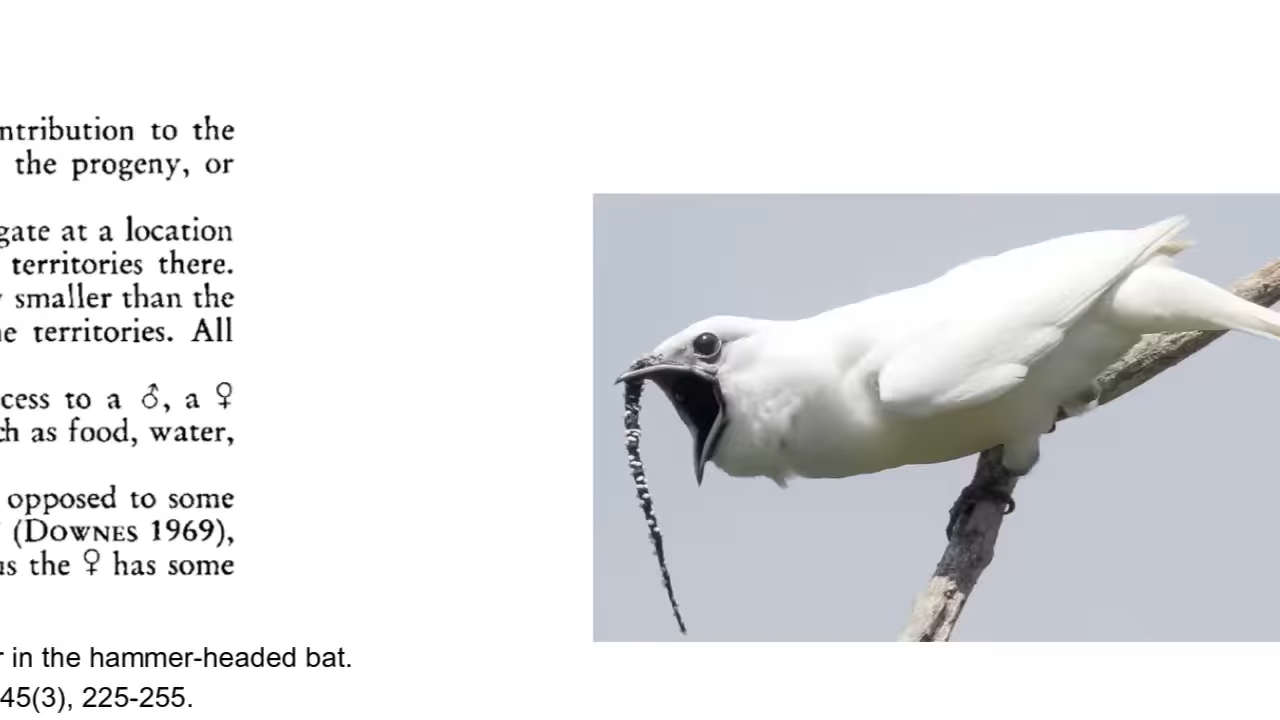 ntribution to the
the progeny, or
gate at a location
territories there.
smaller than the
e territories. All
cess to a ♂, a ♀
ch as food, water,
opposed to some
(DOWNES 1969),
us the ♀ has some
r in the hammer-headed bat.
45(3), 225-255.